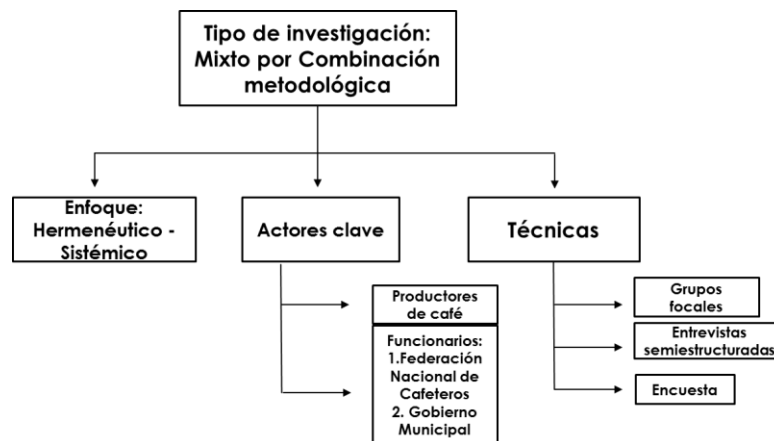 Tipo de investigación:
Mixto por Combinación
metodológica
Enfoque:
Hermenéutico -
Sistémico
Actores clave
Técnicas
Productores
de café
Funcionarios:
1.Federación
Nacional de
Cafeteros
2. Gobierno
Municipal
Grupos
focales
Entrevistas
semiestructuradas
Encuesta